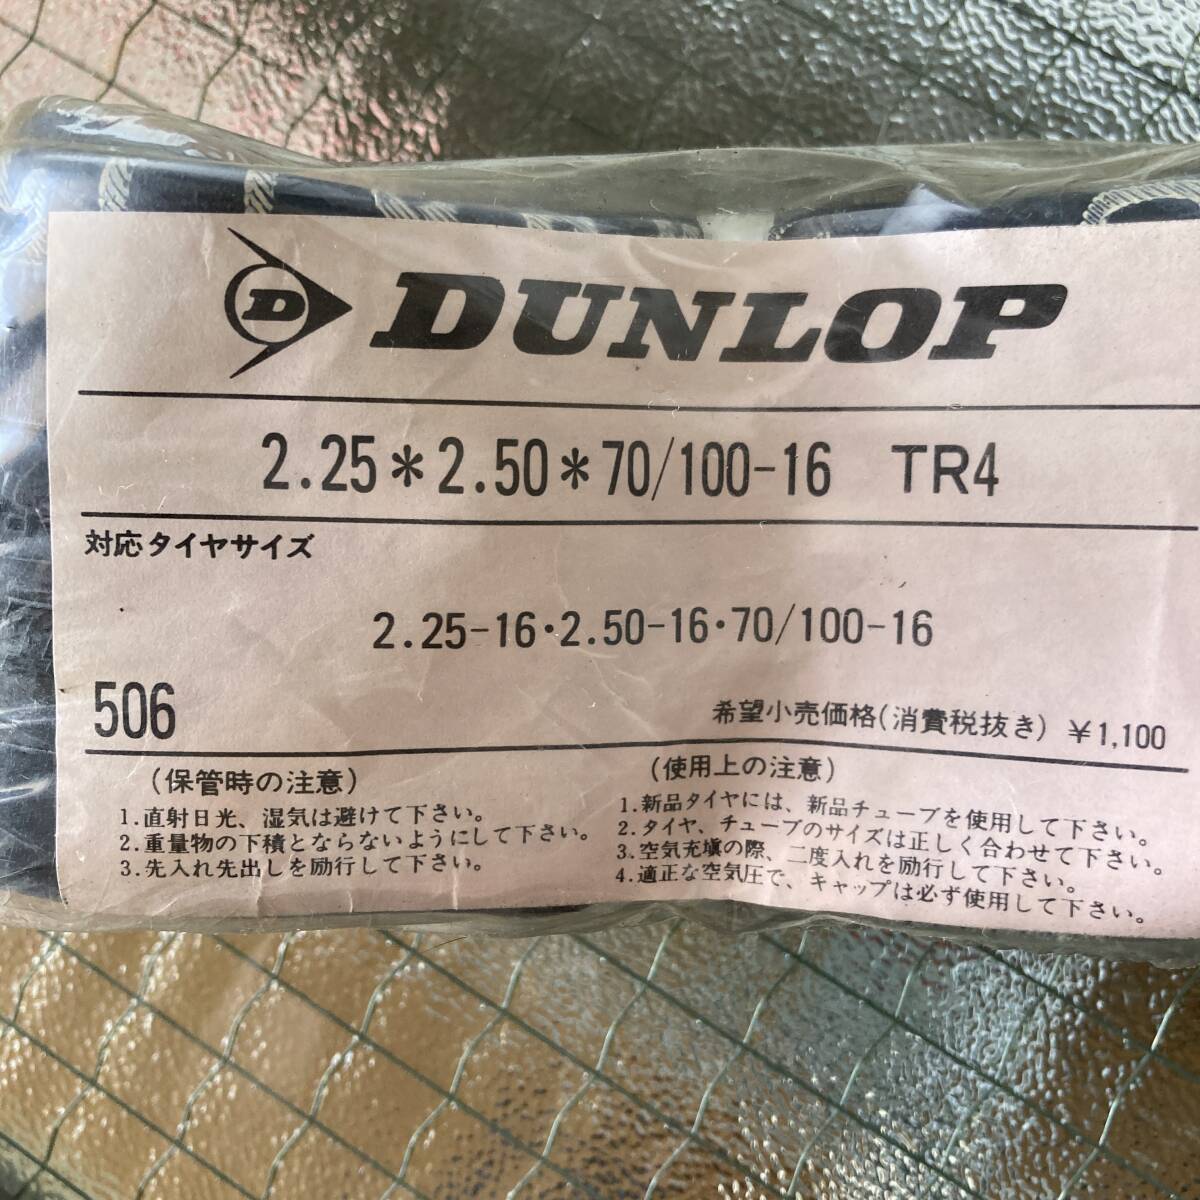 D DUNLOP
2.25*2.50*70/100-16 TR4
対応タイヤサイズ
2.25-16・2.50-16・70/100-16
506
希望小売価格(消費税抜き) ¥1,100
(保管時の注意)
1.直射日光、湿気は避けて下さい。
2.重量物の下積とならないようにして下さい。
3.先入れ先出しを励行して下さい。
(使用上の注意)
1.新品タイヤには、新品チューブを使用して下さい。
2.タイヤ、チューブのサイズは正しく合わせて下さい。
3.空気充塡の際、二度入れを励行して下さい。
4.適正な空気圧で、キャップは必ず使用して下さい。